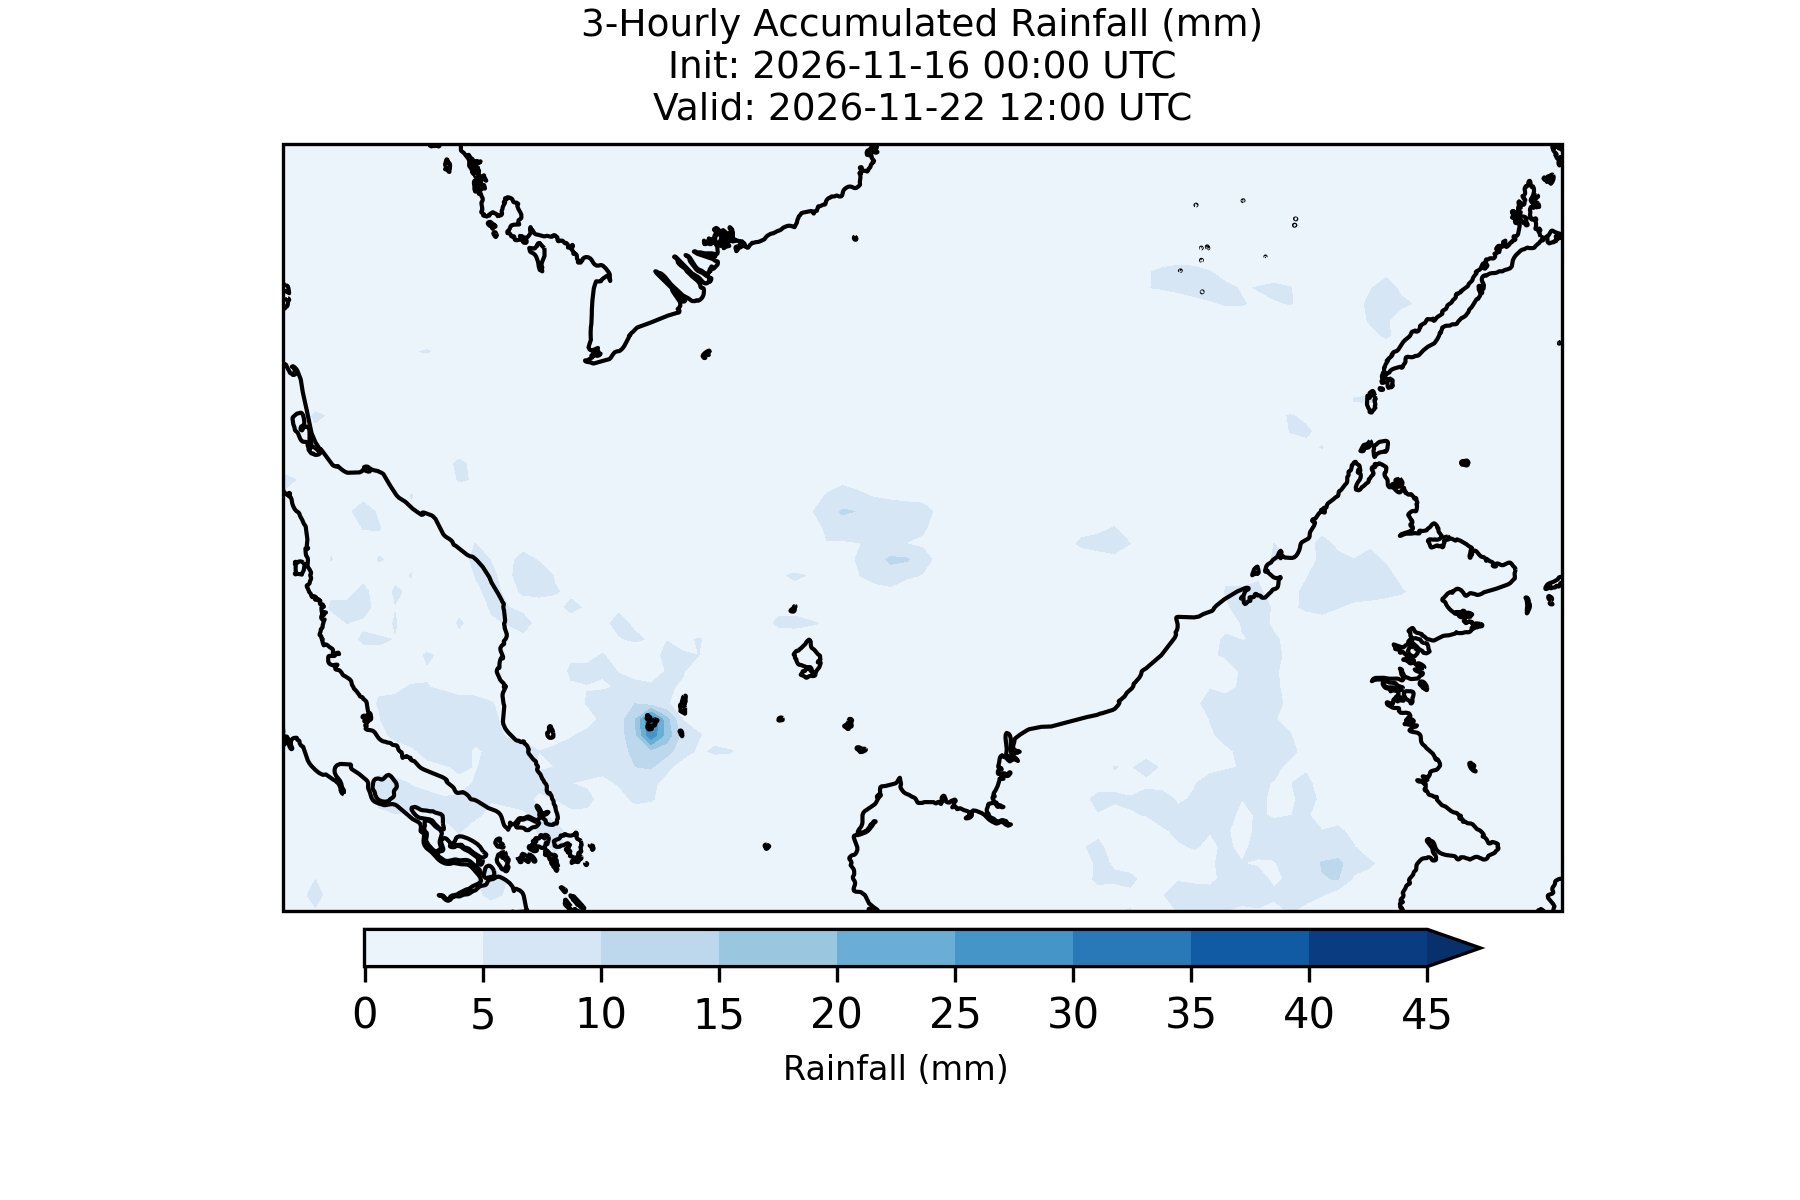 3-Hourly Accumulated Rainfall (mm)
Init: 2026-11-16 00:00 UTC
Valid: 2026-11-22 12:00 UTC
0 5 10 15 20 25 30 35 40 45
Rainfall (mm)